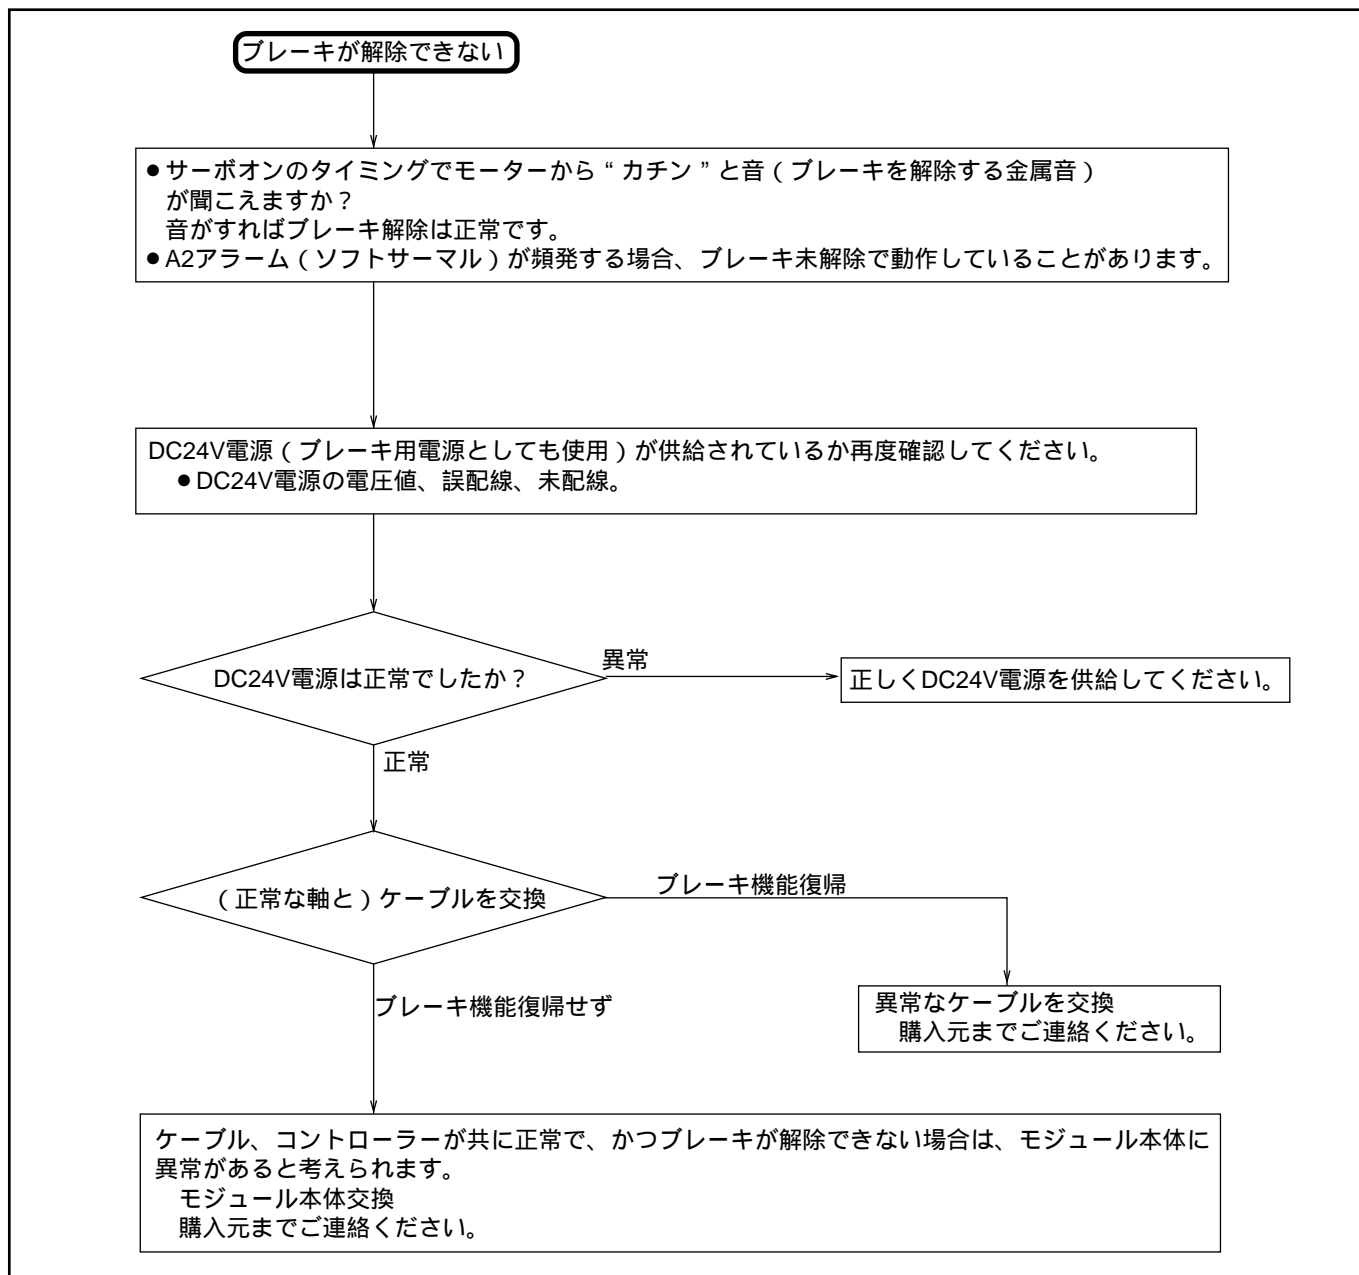 ブレーキが解除できない
●サーボオンのタイミングでモーターから“カチン”と音（ブレーキを解除する金属音）
が聞こえますか？
音がすればブレーキ解除は正常です。
●A2アラーム（ソフトサーマル）が頻発する場合、ブレーキ未解除で動作していることがあります。
DC24V電源（ブレーキ用電源としても使用）が供給されているか再度確認してください。
●DC24V電源の電圧値、誤配線、未配線。
DC24V電源は正常でしたか？
異常
正しくDC24V電源を供給してください。
正常
（正常な軸と）ケーブルを交換
ブレーキ機能復帰
異常なケーブルを交換
購入元までご連絡ください。
ブレーキ機能復帰せず
ケーブル、コントローラーが共に正常で、かつブレーキが解除できない場合は、モジュール本体に
異常があると考えられます。
モジュール本体交換
購入元までご連絡ください。